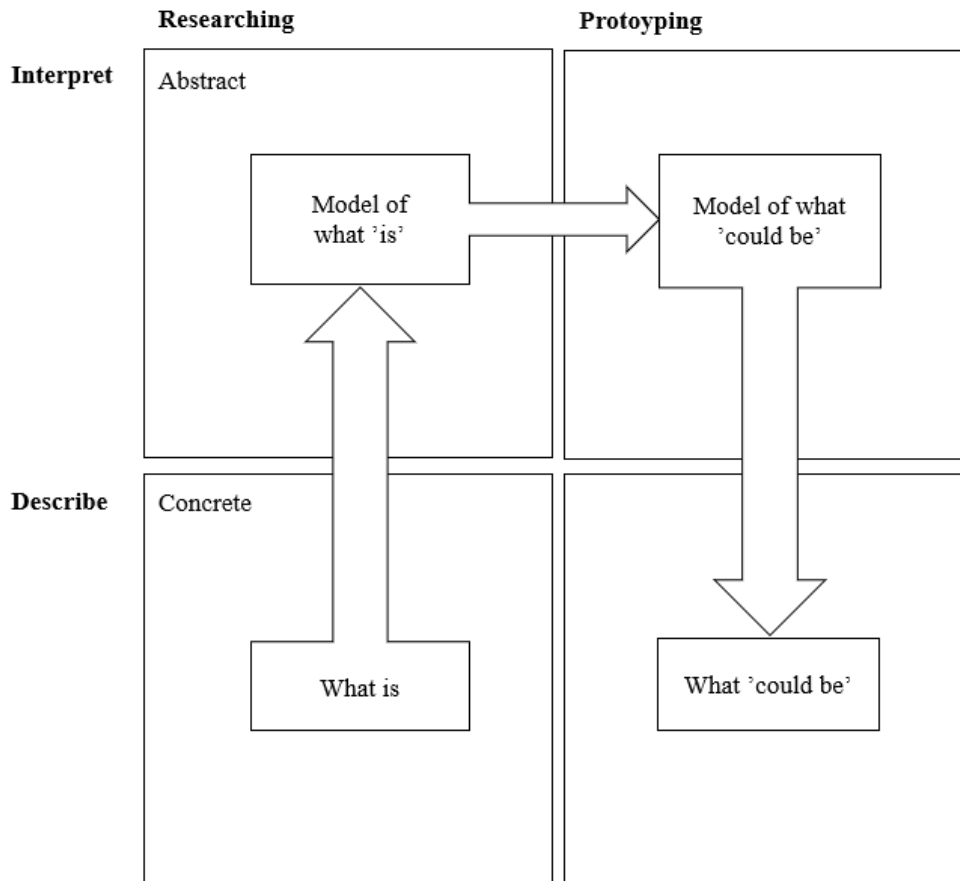 Researching
Protoyping
Interpret
Abstract
Model of
what ’is’
Model of what
’could be’
Describe
Concrete
What is
What ’could be’